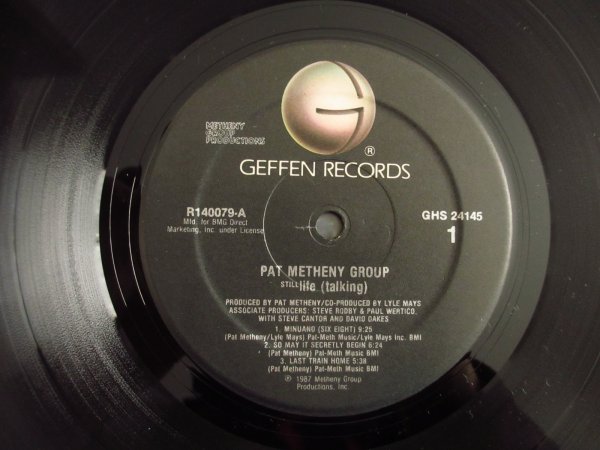 METHENY
GROUP
PRODUCTIONS
G
®
GEFFEN RECORDS
R140079-A
Mfd. for BMG Direct
Marketing, Inc. under License
GHS 24145
1
PAT METHENY GROUP
STILL life (talking)
PRODUCED BY PAT METHENY/CO-PRODUCED BY LYLE MAYS
ASSOCIATE PRODUCERS: STEVE RODBY & PAUL WERTICO,
WITH STEVE CANTOR AND DAVID OAKES
1. MINUANO (SIX EIGHT) 9:25
(Pat Metheny/Lyle Mays) Pat-Meth Music/Lyle Mays Inc. BMI
2. SO MAY IT SECRETLY BEGIN 6:24
(Pat Metheny) Pat-Meth Music BMI
3. LAST TRAIN HOME 5:38
(Pat Metheny) Pat-Meth Music BMI
℗ 1987 Metheny Group
Productions, Inc.